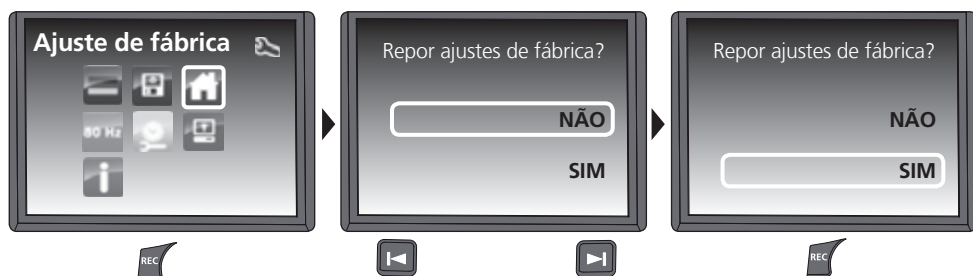 Ajuste de fábrica
80 Hz
REC
Repor ajustes de fábrica?
NÃO
SIM
Repor ajustes de fábrica?
NÃO
SIM
REC